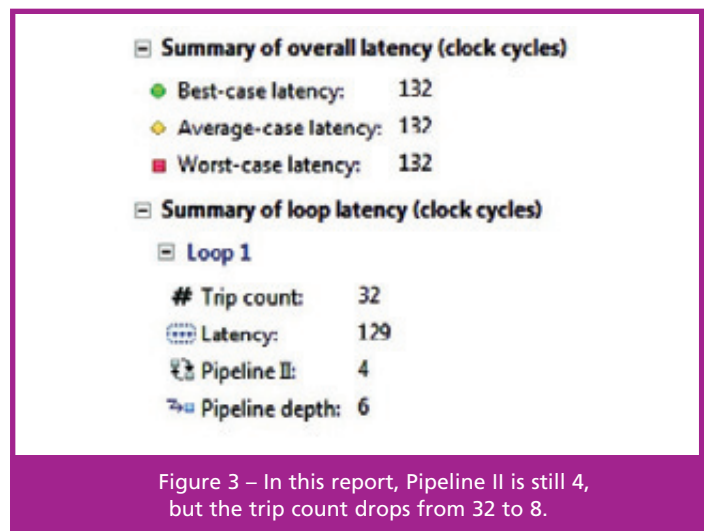 Summary of overall latency (clock cycles)
Best-case latency: 132
Average-case latency: 132
Worst-case latency: 132
Summary of loop latency (clock cycles)
Loop 1
# Trip count: 32
Latency: 129
Pipeline II: 4
Pipeline depth: 6
Figure 3 – In this report, Pipeline II is still 4,
but the trip count drops from 32 to 8.